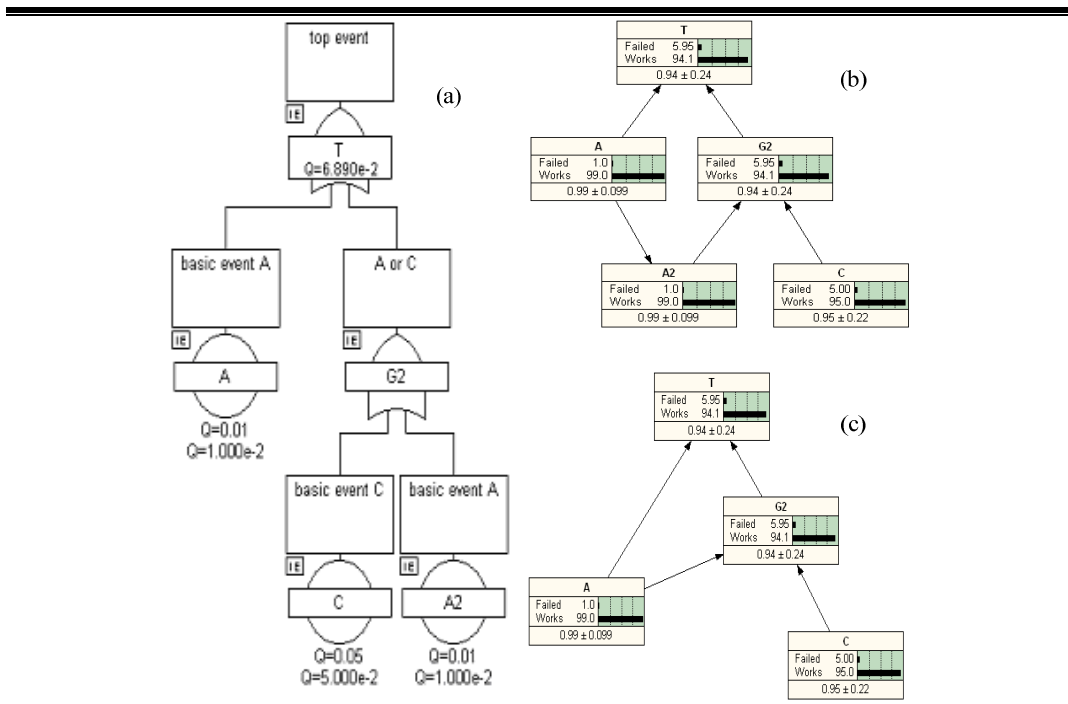 top event
IE
T
Q=6.890e-2
basic event A
IE
A
Q=0.01
Q=1.000e-2
A or C
IE
G2
basic event C
IE
C
Q=0.05
Q=5.000e-2
basic event A
IE
A2
Q=0.01
Q=1.000e-2
(a)
T
Failed 5.95
Works 94.1
0.94 ± 0.24
(b)
A
Failed 1.0
Works 99.0
0.99 ± 0.099
G2
Failed 5.95
Works 94.1
0.94 ± 0.24
A2
Failed 1.0
Works 99.0
0.99 ± 0.099
C
Failed 5.00
Works 95.0
0.95 ± 0.22
T
Failed 5.95
Works 94.1
0.94 ± 0.24
(c)
G2
Failed 5.95
Works 94.1
0.94 ± 0.24
A
Failed 1.0
Works 99.0
0.99 ± 0.099
C
Failed 5.00
Works 95.0
0.95 ± 0.22